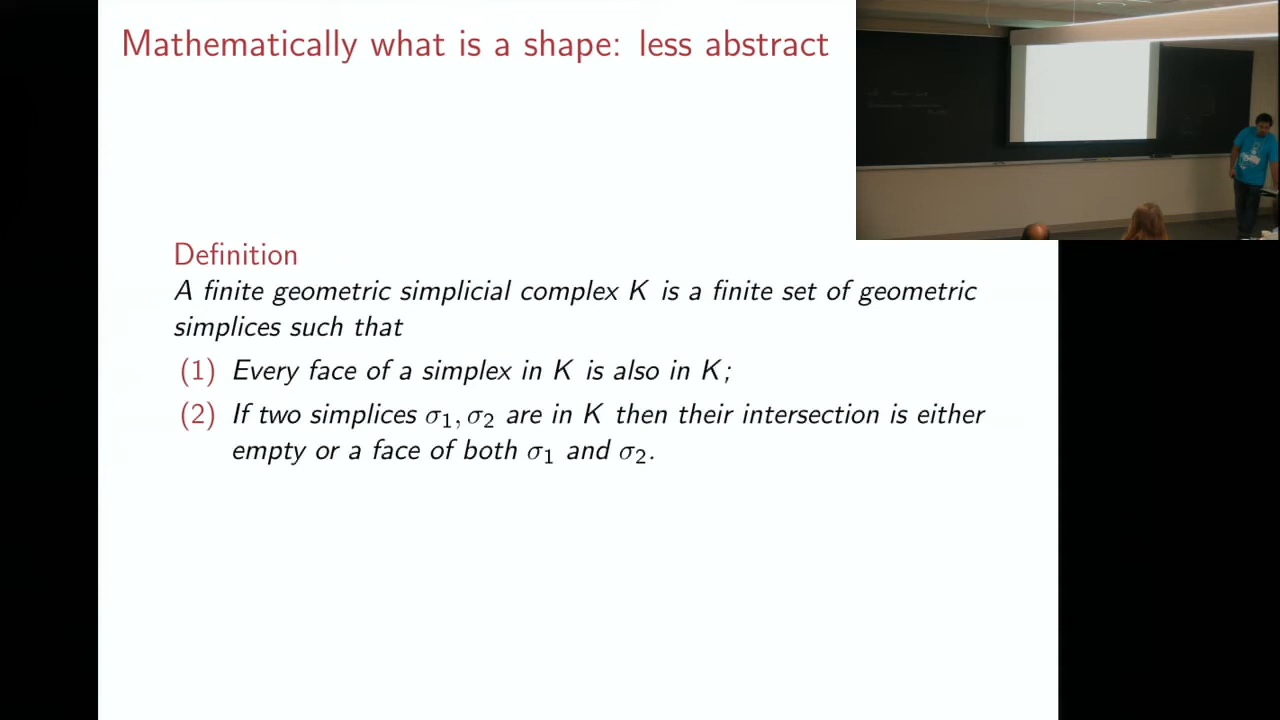 Mathematically what is a shape: less abstract
Definition
A finite geometric simplicial complex K is a finite set of geometric
simplices such that
(1) Every face of a simplex in K is also in K;
(2) If two simplices σ₁, σ₂ are in K then their intersection is either
empty or a face of both σ₁ and σ₂.